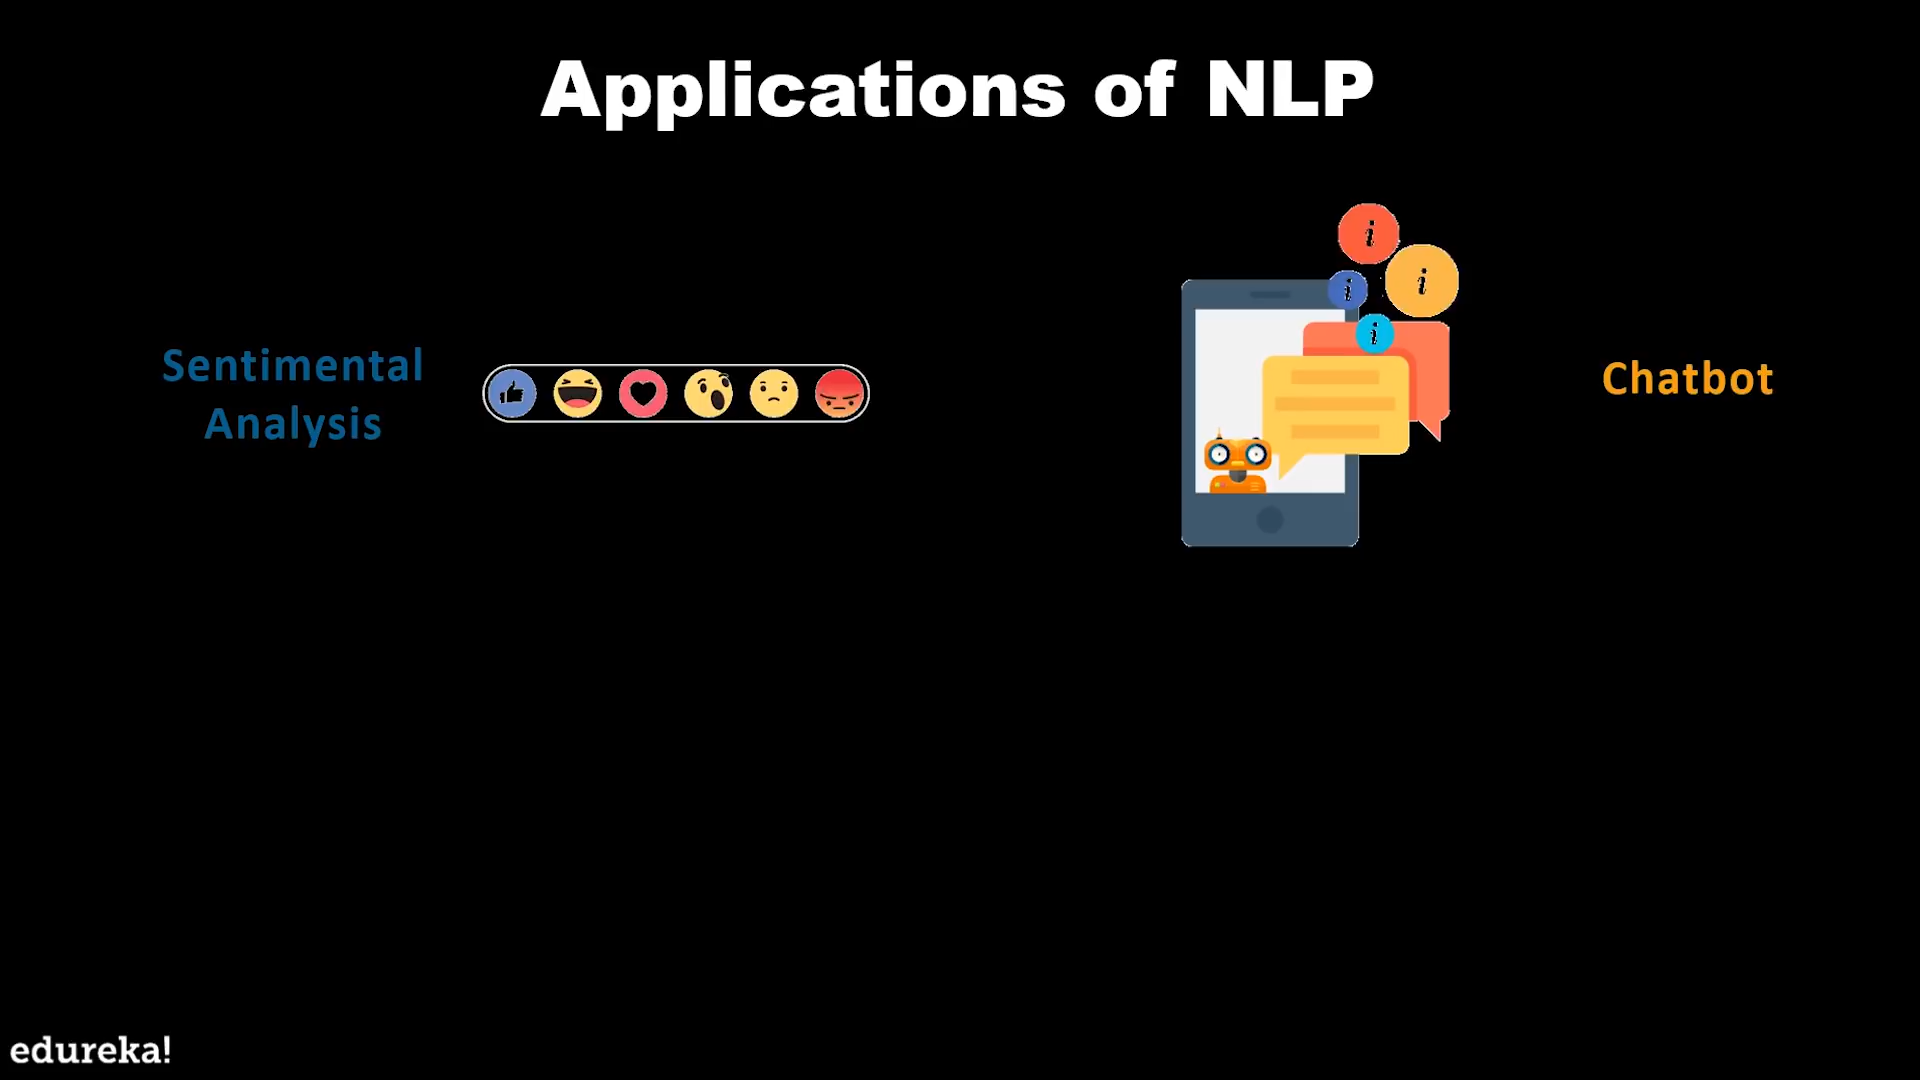 Applications of NLP
Sentimental
Analysis
i
i
i
i
Chatbot
edureka!